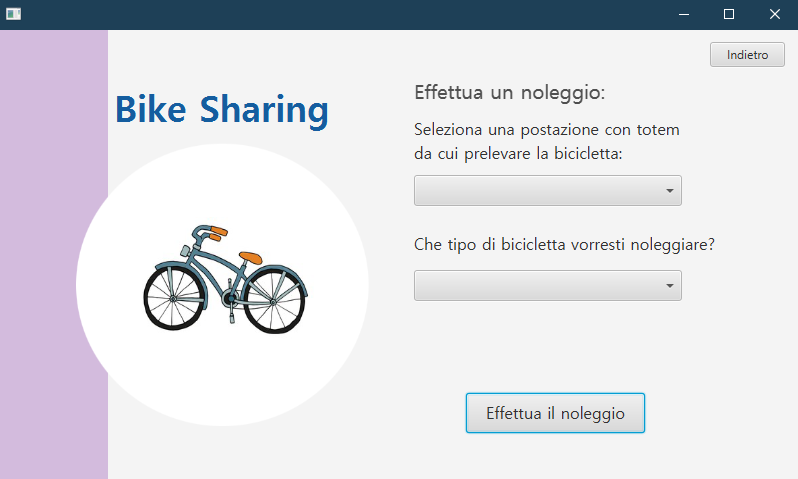 Indietro
Bike Sharing
Effettua un noleggio:
Seleziona una postazione con totem
da cui prelevare la bicicletta:
Che tipo di bicicletta vorresti noleggiare?
Effettua il noleggio